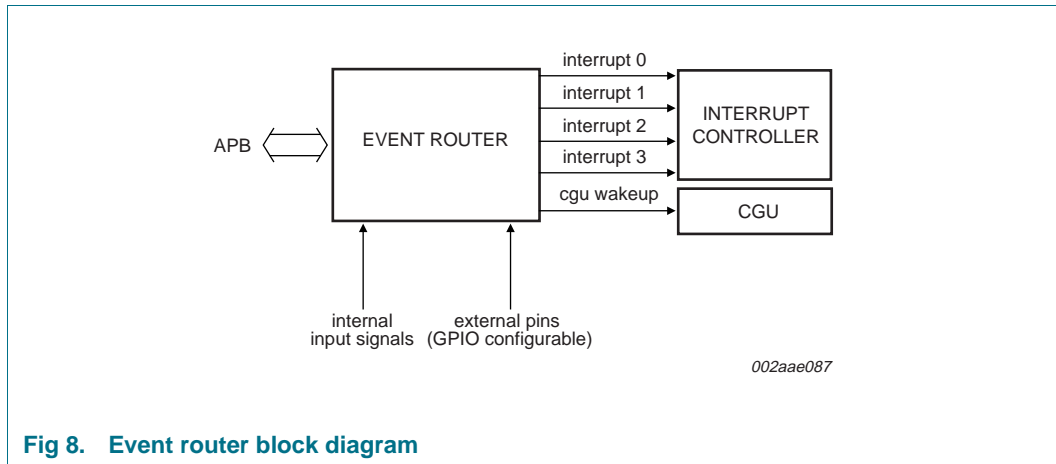 interrupt 0
interrupt 1
interrupt 2
interrupt 3
cgu wakeup
APB
EVENT ROUTER
INTERRUPT
CONTROLLER
CGU
internal
input signals
external pins
(GPIO configurable)
002aae087
Fig 8. Event router block diagram